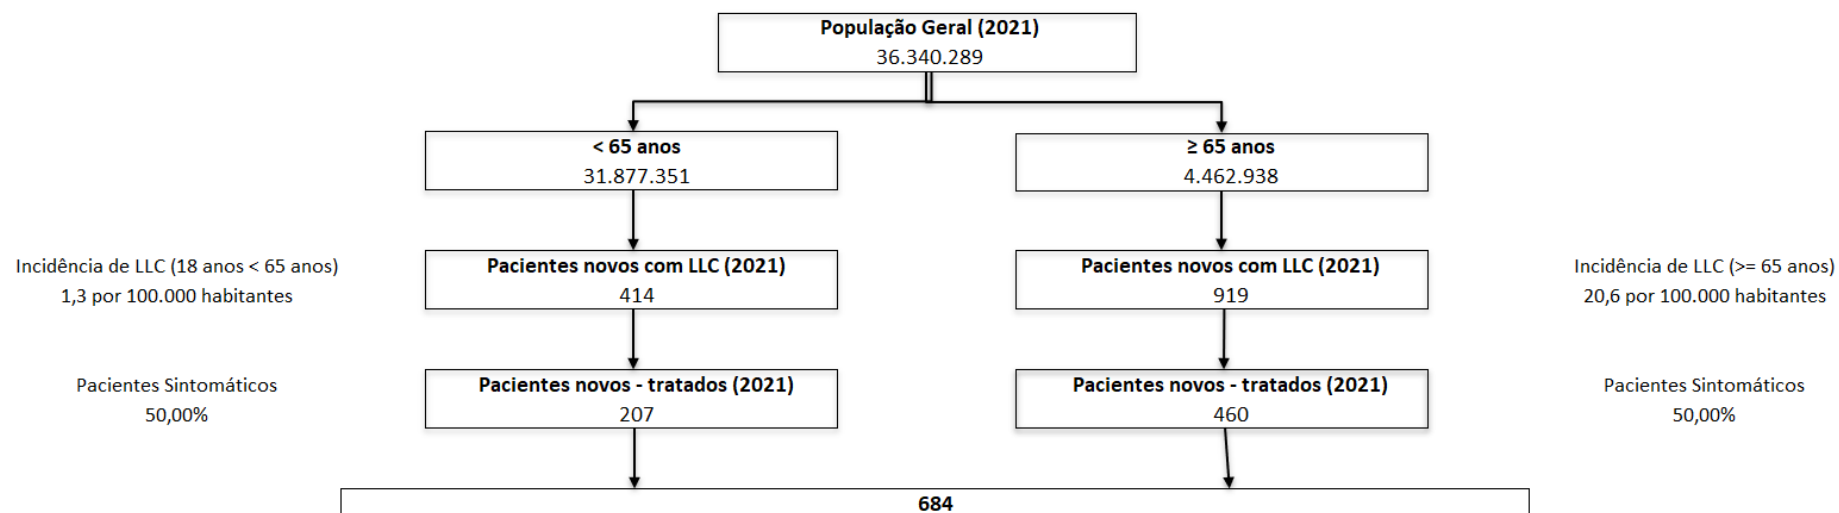 População Geral (2021)
36.340.289
< 65 anos
31.877.351
≥ 65 anos
4.462.938
Incidência de LLC (18 anos < 65 anos)
1,3 por 100.000 habitantes
Pacientes novos com LLC (2021)
414
Pacientes novos com LLC (2021)
919
Incidência de LLC (>= 65 anos)
20,6 por 100.000 habitantes
Pacientes Sintomáticos
50,00%
Pacientes novos - tratados (2021)
207
Pacientes novos - tratados (2021)
460
Pacientes Sintomáticos
50,00%
684